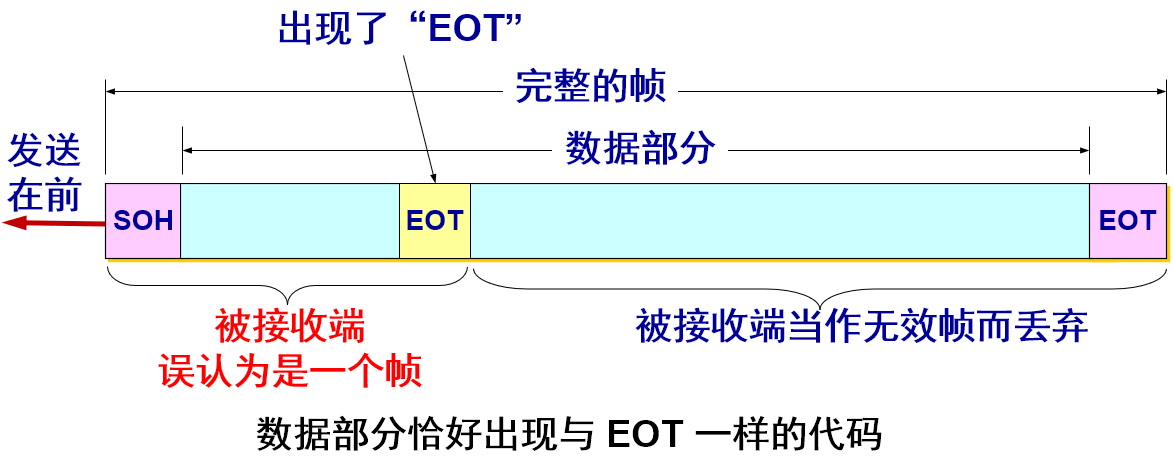 出现了“EOT”
完整的帧
发送
在前
数据部分
SOH
EOT
EOT
被接收端
误认为是一个帧
被接收端当作无效帧而丢弃
数据部分恰好出现与 EOT 一样的代码